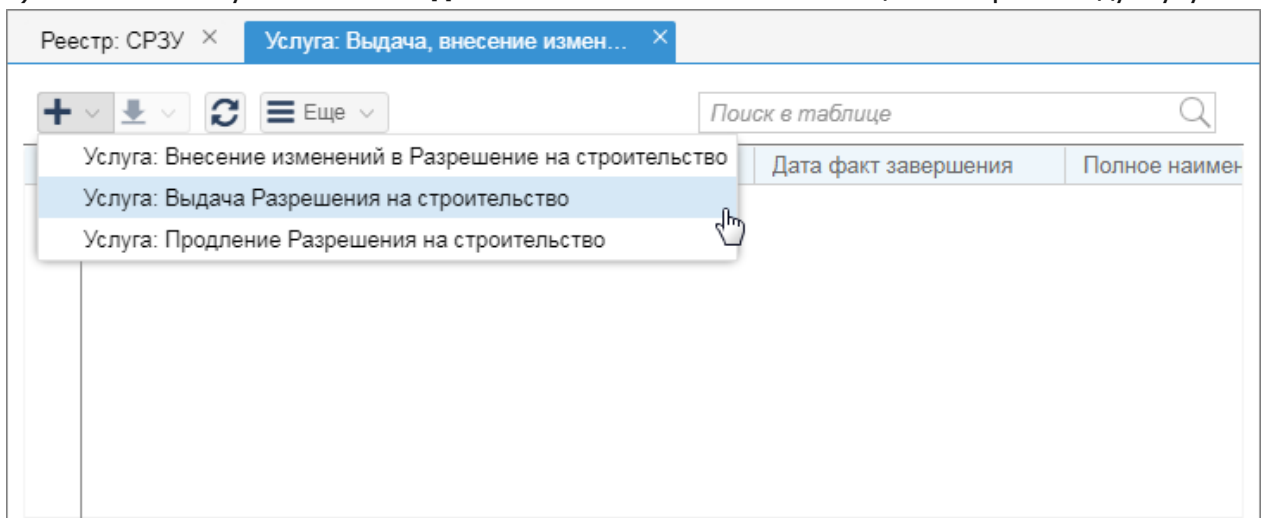 Реестр: СРЗУ
Услуга: Выдача, внесение измен...
Еще
Поиск в таблице
Услуга: Внесение изменений в Разрешение на строительство
Дата факт завершения
Полное наимен
Услуга: Выдача Разрешения на строительство
Услуга: Продление Разрешения на строительство